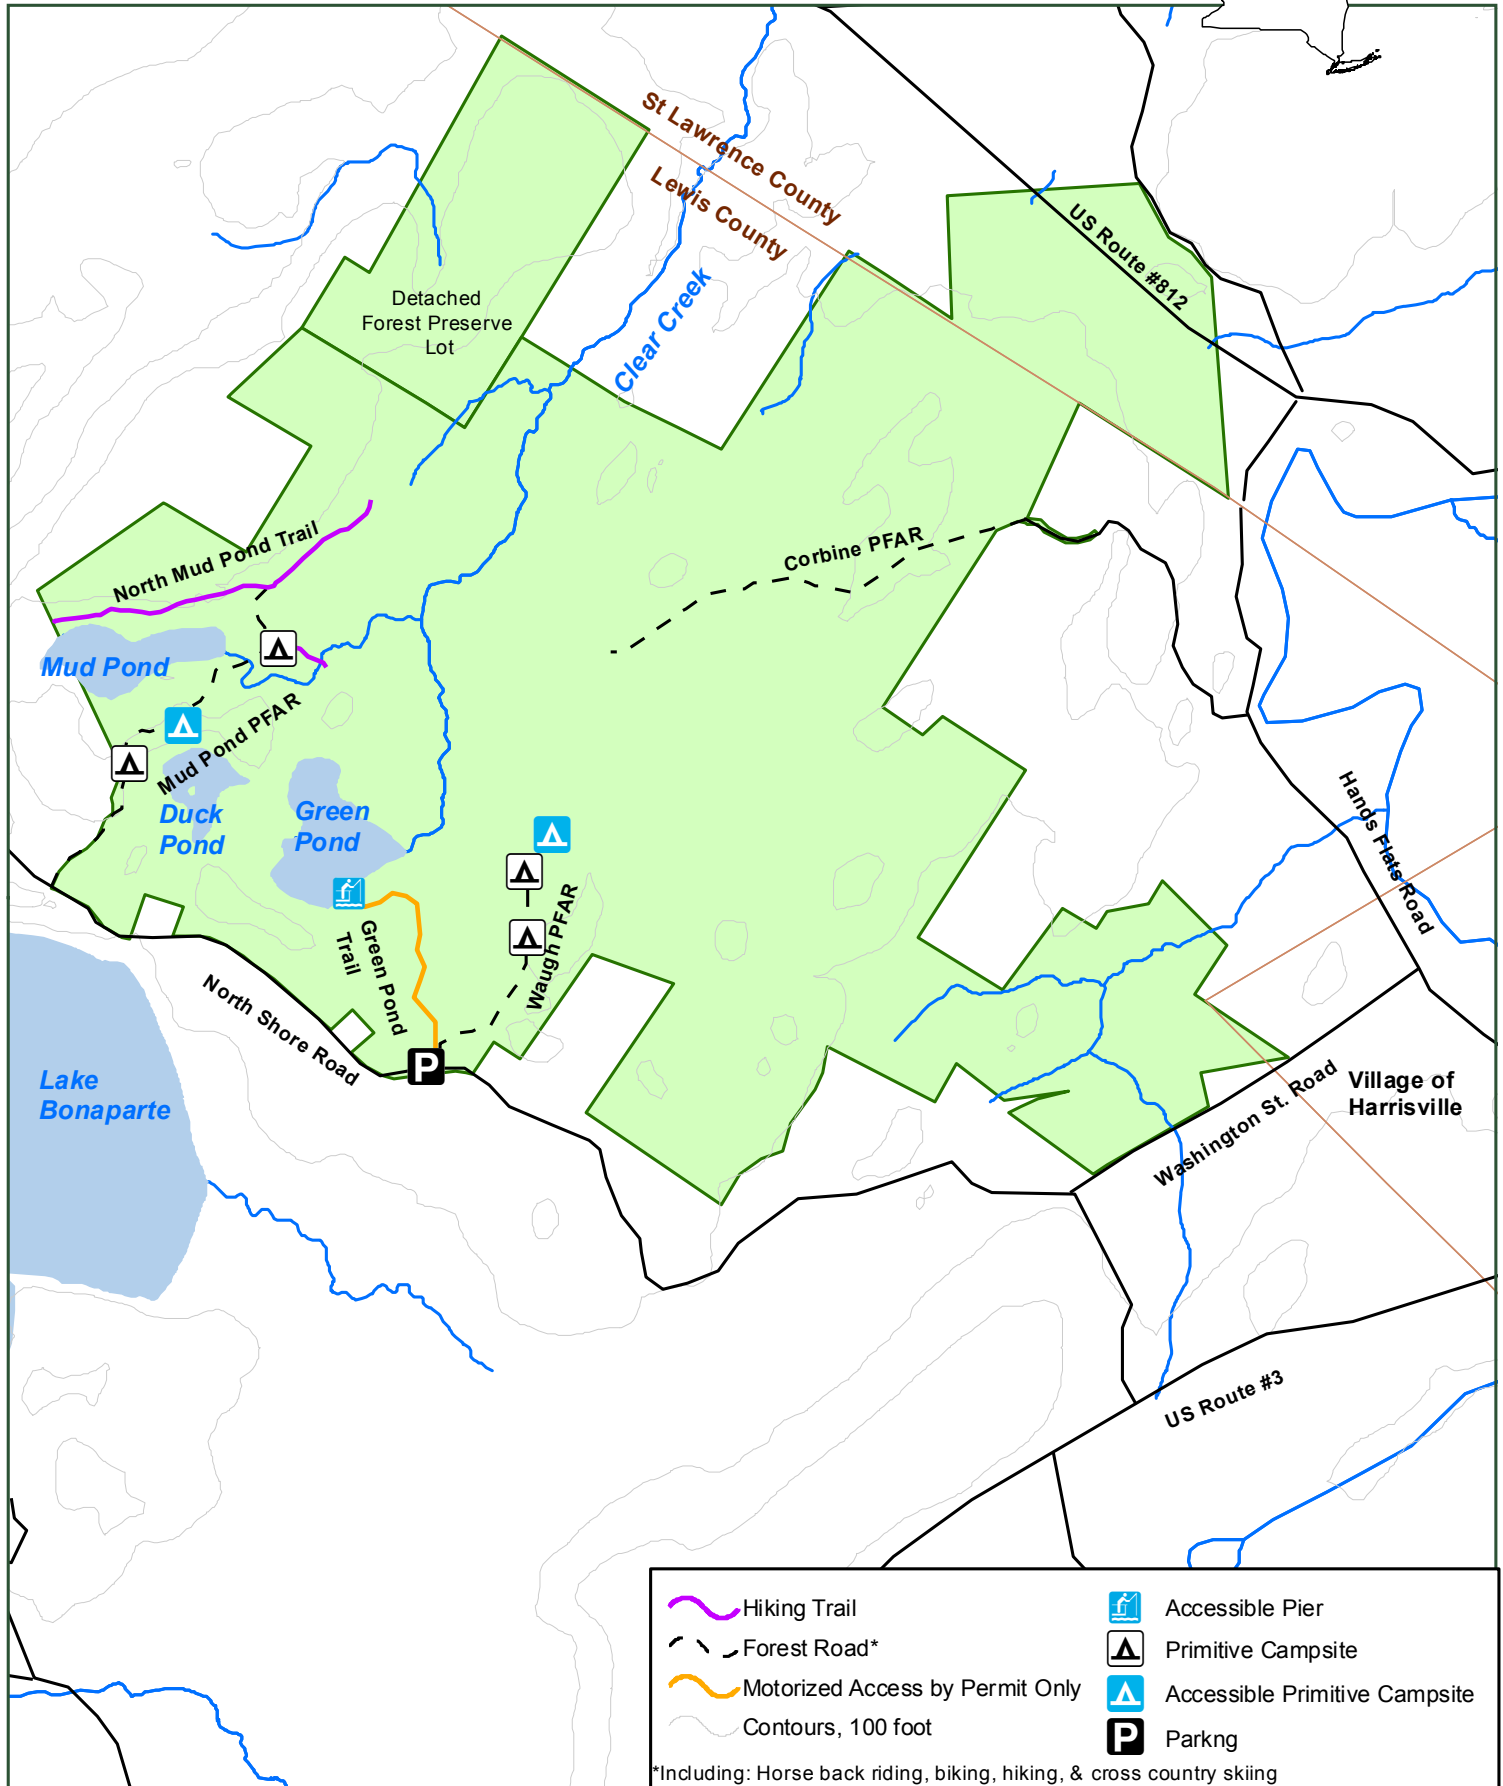 St Lawrence County
Lewis County
US Route #812
Clear Creek
Detached
Forest Preserve
Lot
North Mud Pond Trail
Corbine PFAR
Mud Pond
Mud Pond PFAR
Duck
Pond
Green
Pond
Hands Flats Road
Waugh PFAR
Green Pond
Trail
North Shore Road
P
Lake
Bonaparte
Washington St. Road
Village of
Harrisville
US Route #3
Hiking Trail
Forest Road*
Motorized Access by Permit Only
Contours, 100 foot
Accessible Pier
Primitive Campsite
Accessible Primitive Campsite
P Parkng
*Including: Horse back riding, biking, hiking, & cross country skiing